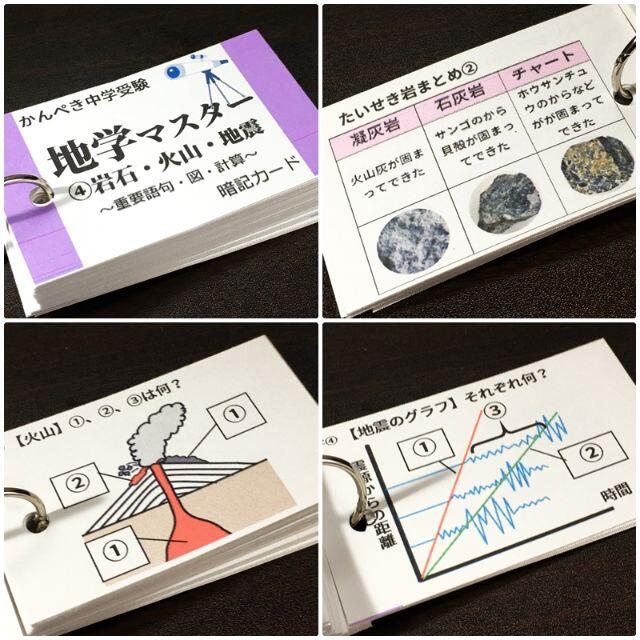 かんぺき中学受験
地学マスター
④岩石・火山・地震
～重要語句・図・計算～
暗記カード
たいせき岩まとめ②
凝灰岩
石灰岩
チャート
火山灰が固ま
ってできた
サンゴのから
貝殻が固まっ
てできた
ホウサンチュ
ウのからなど
がが固まって
できた
【火山】①、②、③は何？
①
②
①
【地震のグラフ】それぞれ何？
③
①
②
震源からの距離
時間